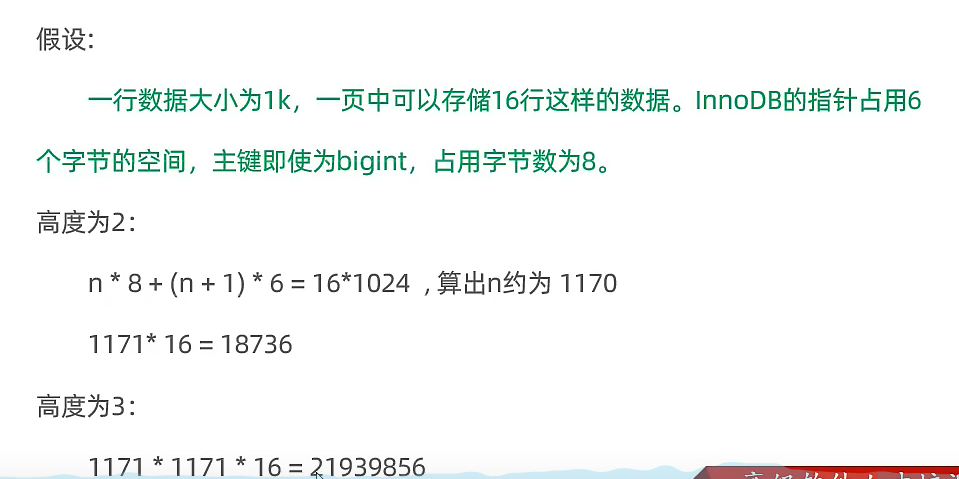 假设:
一行数据大小为1k，一页中可以存储16行这样的数据。InnoDB的指针占用6
个字节的空间，主键即使为bigint，占用字节数为8。
高度为2：
n * 8 + (n + 1) * 6 = 16*1024 , 算出n约为 1170
1171* 16 = 18736
高度为3：
1171 * 1171 * 16 = 21939856